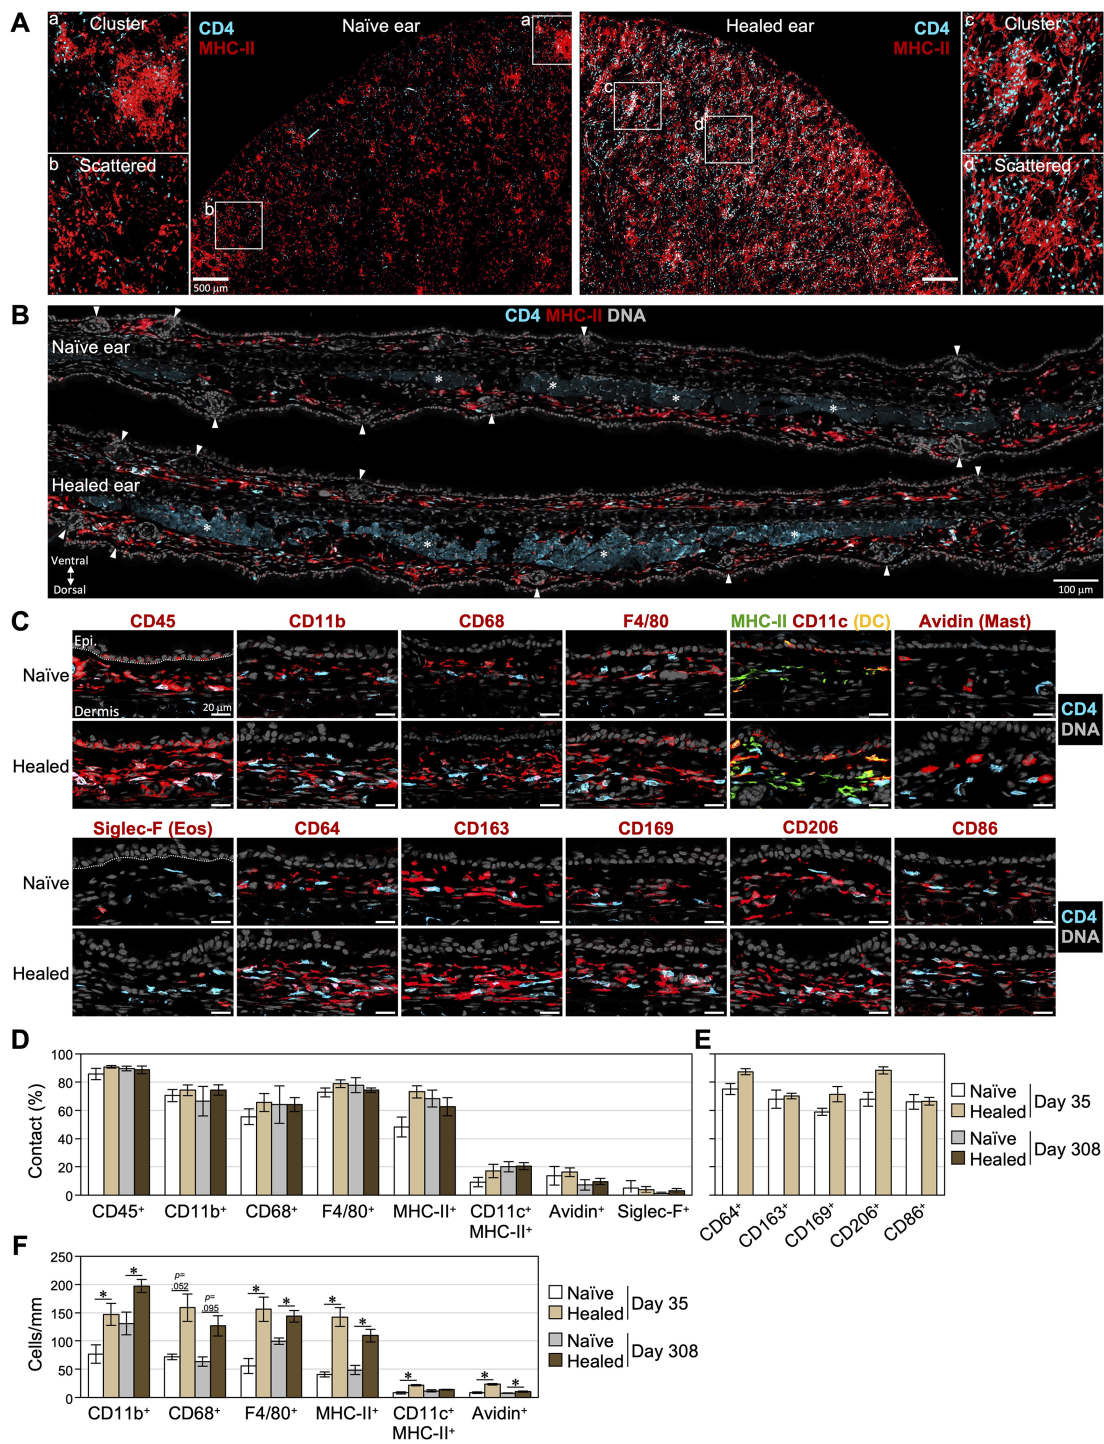 A
a
Cluster
CD4
MHC-II
Naïve ear
a
Healed ear
CD4
MHC-II
c
Cluster
c
d
b
Scattered
b
500 µm
d
Scattered
B
CD4 MHC-II DNA
Naïve ear
*
*
*
*
Healed ear
*
*
*
*
Ventral
Dorsal
100 µm
C
CD45
CD11b
CD68
F4/80
MHC-II CD11c (DC)
Avidin (Mast)
Epi.
Naïve
Dermis
20 µm
CD4
DNA
Healed
Siglec-F (Eos)
CD64
CD163
CD169
CD206
CD86
Naïve
CD4
DNA
Healed
D
Contact (%)
100
80
60
40
20
0
CD45⁺
CD11b⁺
CD68⁺
F4/80⁺
MHC-II⁺
CD11c⁺
MHC-II⁺
Avidin⁺
Siglec-F⁺
E
CD64⁺
CD163⁺
CD169⁺
CD206⁺
CD86⁺
Naïve
Healed
Day 35
Naïve
Healed
Day 308
F
Cells/mm
250
200
150
100
50
0
*
*
p=
.052
p=
.095
*
*
*
*
*
*
*
CD11b⁺
CD68⁺
F4/80⁺
MHC-II⁺
CD11c⁺
MHC-II⁺
Avidin⁺
Naïve
Healed
Day 35
Naïve
Healed
Day 308